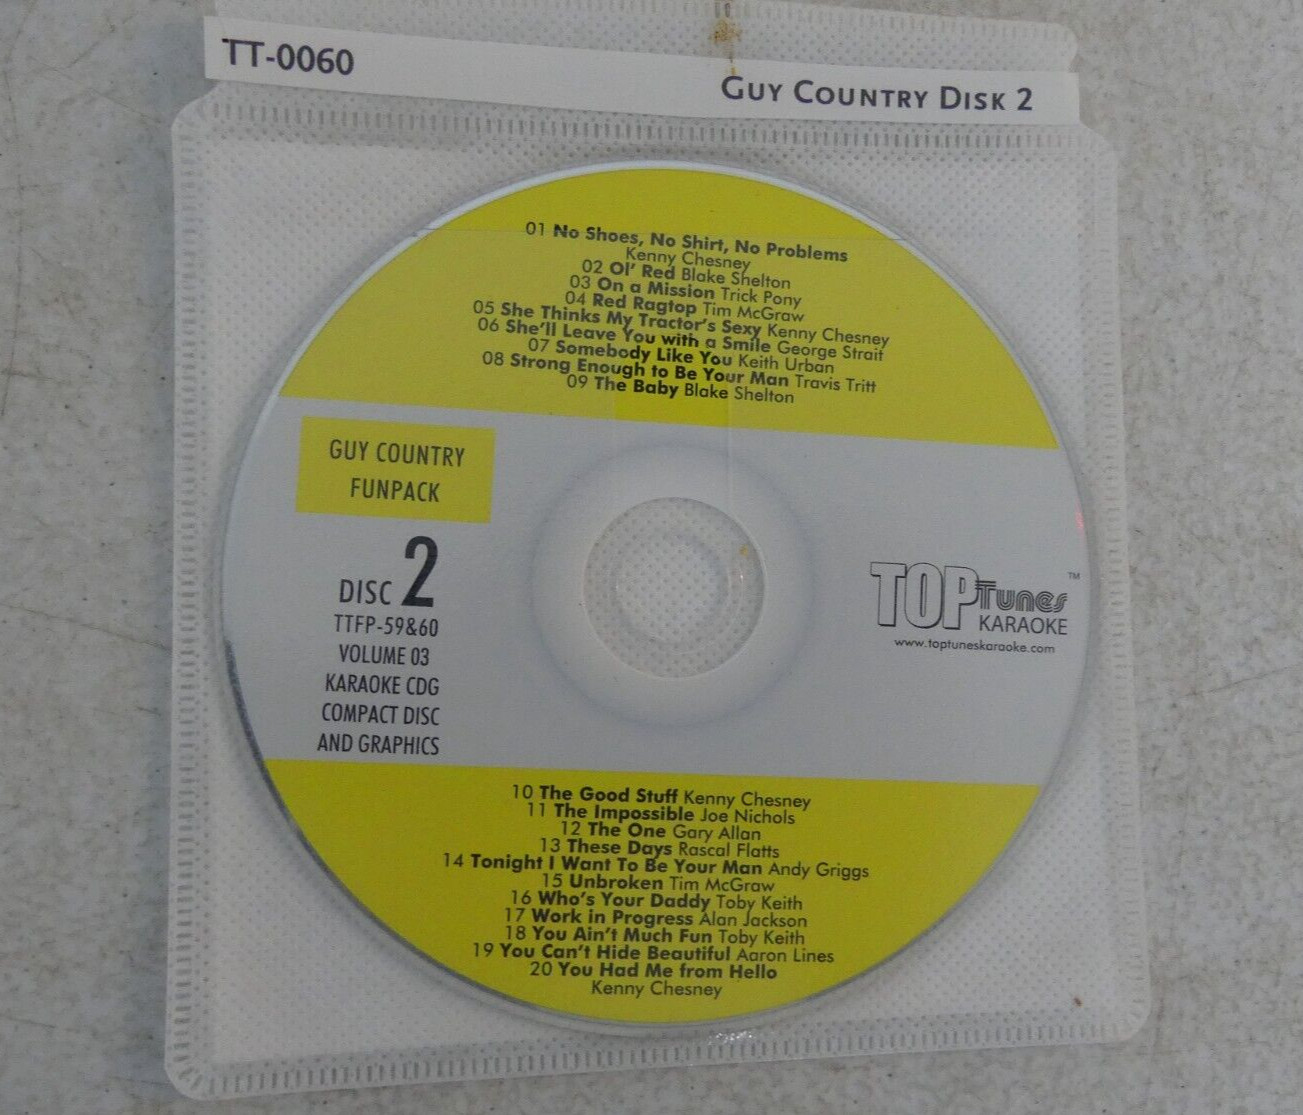 TT-0060
GUY COUNTRY DISK 2
01 No Shoes, No Shirt, No Problems
Kenny Chesney
02 Ol' Red Blake Shelton
03 On a Mission Trick Pony
04 Red Ragtop Tim McGraw
05 She Thinks My Tractor's Sexy Kenny Chesney
06 She'll Leave You with a Smile George Strait
07 Somebody Like You Keith Urban
08 Strong Enough to Be Your Man Travis Tritt
09 The Baby Blake Shelton
GUY COUNTRY
FUNPACK
DISC 2
TTFP-59&60
VOLUME 03
KARAOKE CDG
COMPACT DISC
AND GRAPHICS
TOP Tunes ™
KARAOKE
www.toptuneskaraoke.com
10 The Good Stuff Kenny Chesney
11 The Impossible Joe Nichols
12 The One Gary Allan
13 These Days Rascal Flatts
14 Tonight I Want To Be Your Man Andy Griggs
15 Unbroken Tim McGraw
16 Who's Your Daddy Toby Keith
17 Work in Progress Alan Jackson
18 You Ain't Much Fun Toby Keith
19 You Can't Hide Beautiful Aaron Lines
20 You Had Me from Hello
Kenny Chesney